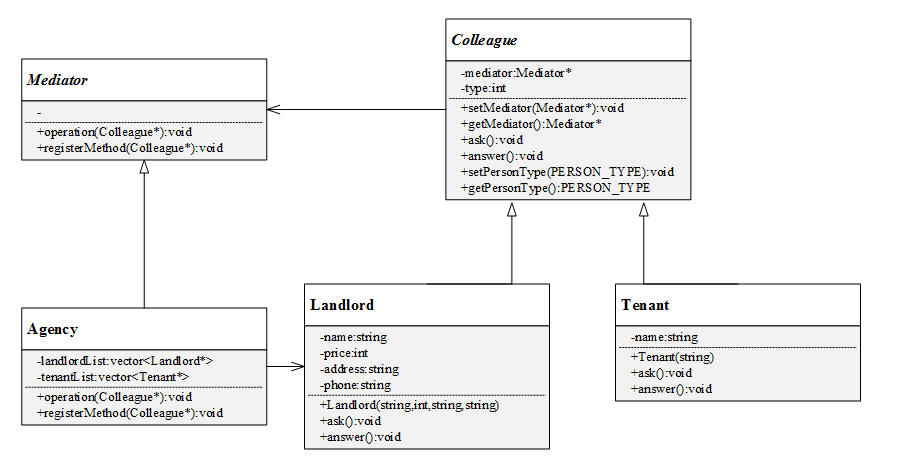 Colleague
-mediator:Mediator*
-type:int
+setMediator(Mediator*):void
+getMediator():Mediator*
+ask():void
+answer():void
+setPersonType(PERSON_TYPE):void
+getPersonType():PERSON_TYPE
Mediator
-
+operation(Colleague*):void
+registerMethod(Colleague*):void
Agency
-landlordList:vector<Landlord*>
-tenantList:vector<Tenant*>
+operation(Colleague*):void
+registerMethod(Colleague*):void
Landlord
-name:string
-price:int
-address:string
-phone:string
+Landlord(string,int,string,string)
+ask():void
+answer():void
Tenant
-name:string
+Tenant(string)
+ask():void
+answer():void